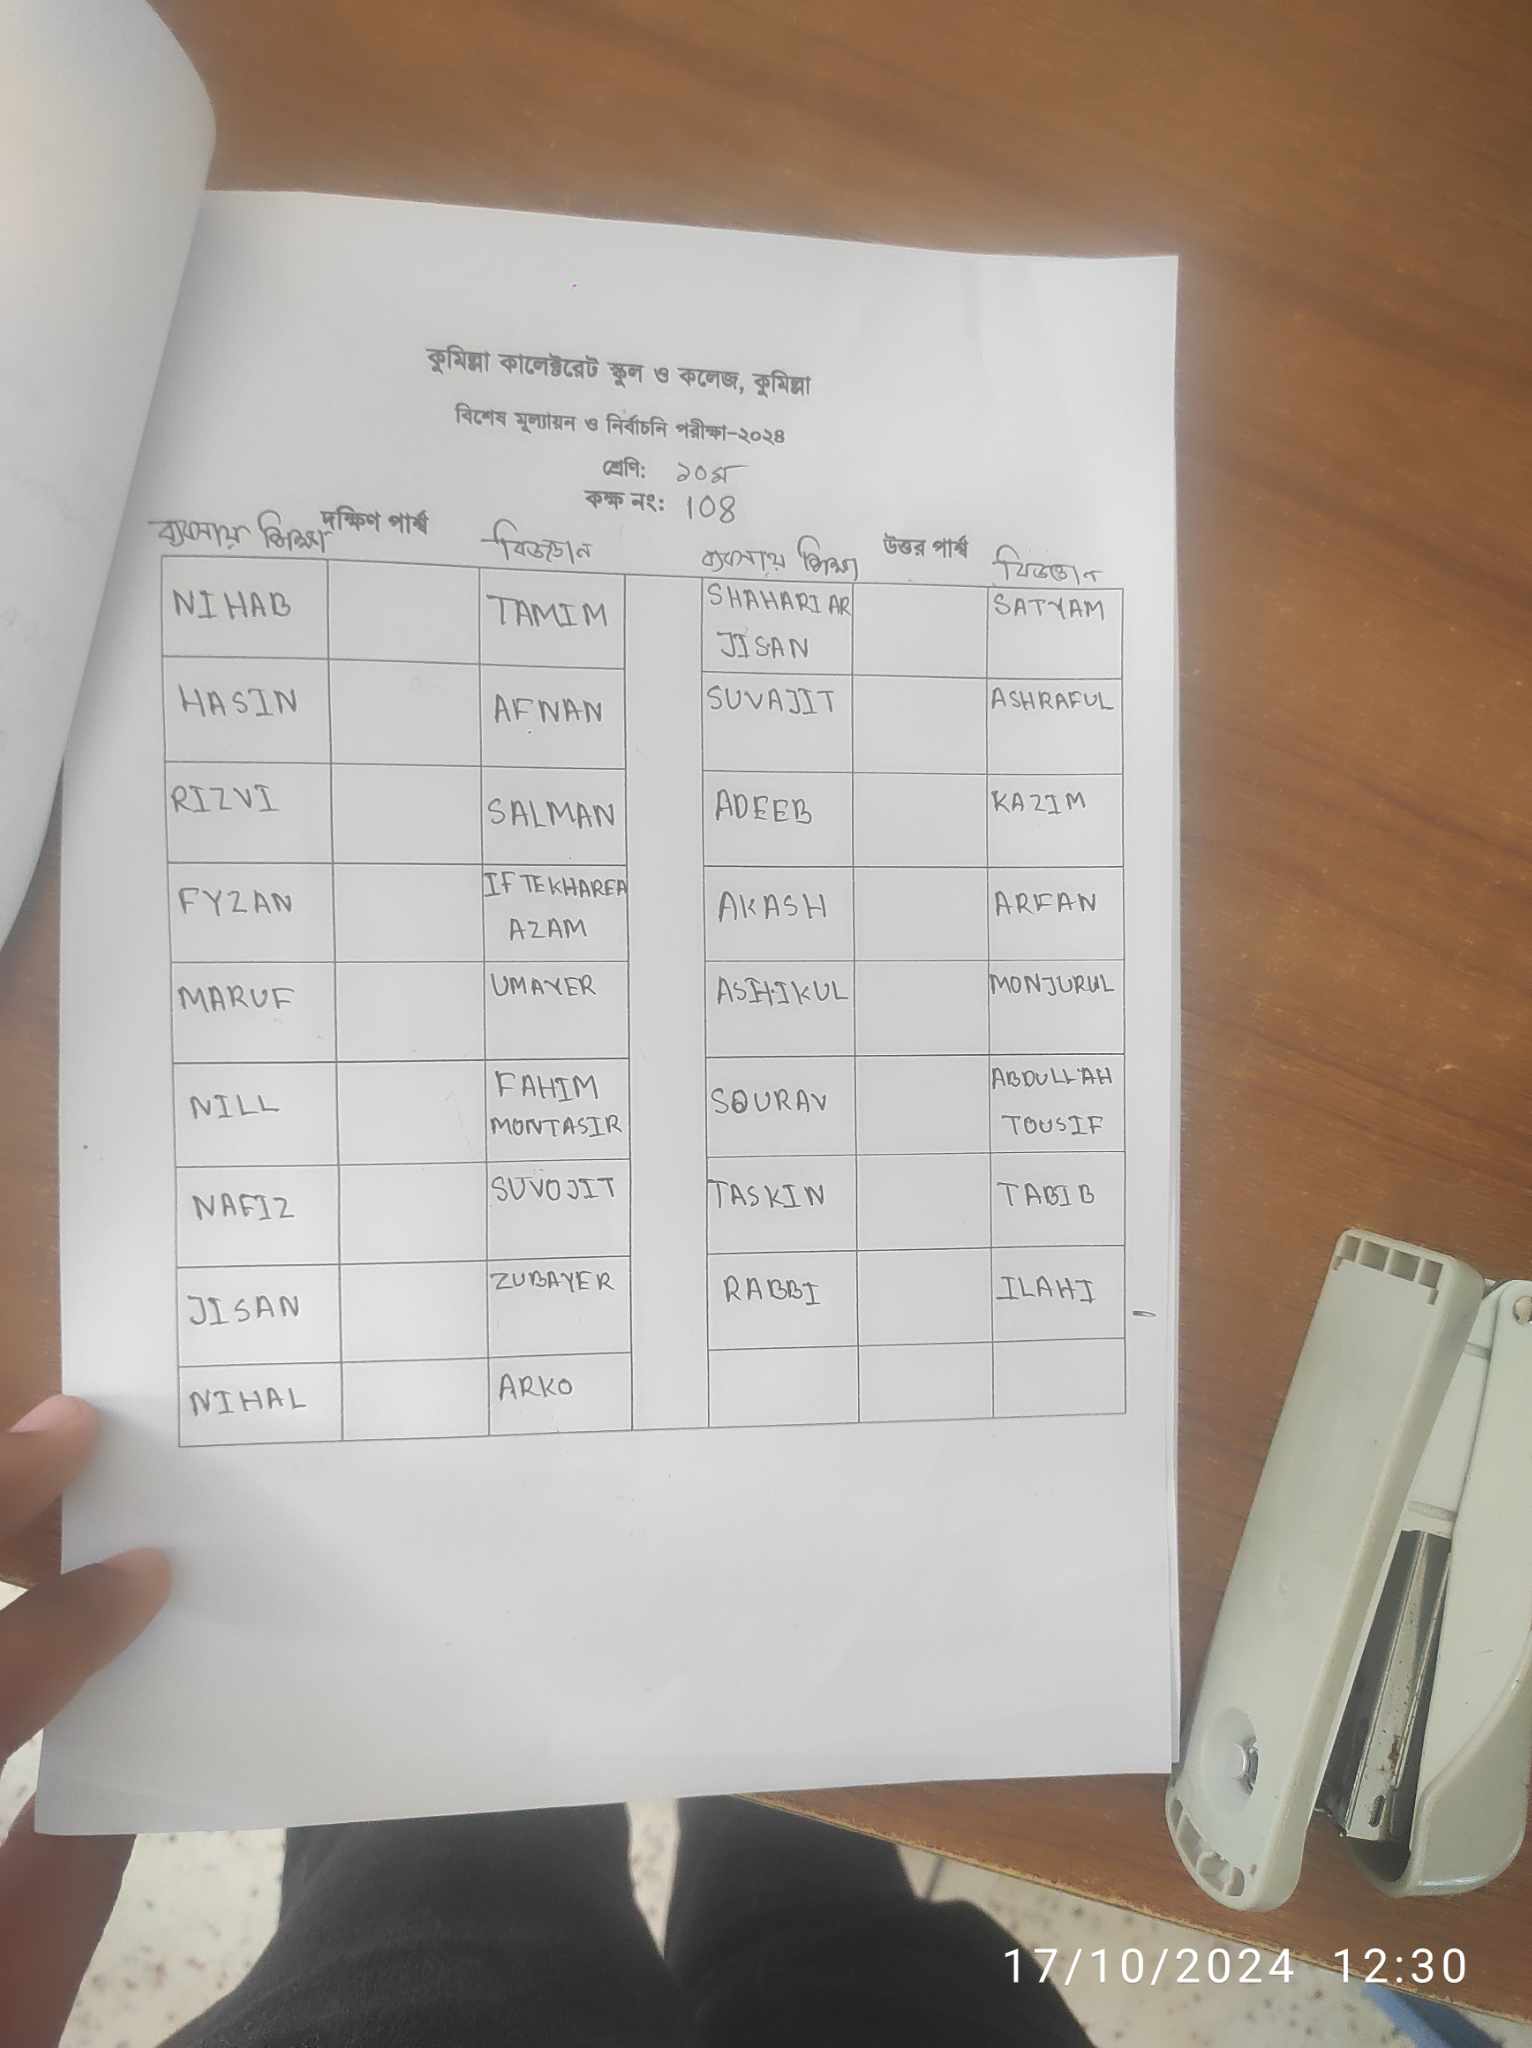 কুমিল্লা কালেক্টরেট স্কুল ও কলেজ, কুমিল্লা
বিশেষ মূল্যায়ন ও নির্বাচনি পরীক্ষা-২০২৪
শ্রেণি: ১০ম
কক্ষ নং: 108
দক্ষিণ পার্শ্ব উত্তর পার্শ্ব
ব্যবসায় শিক্ষা বিজ্ঞান ব্যবসায় শিক্ষা বিজ্ঞান
NIHAB TAMIM SHAHARIAR JISAN SATYAM
HASIN AFNAN SUVAJIT ASHRAFUL
RIZVI SALMAN ADEEB KAZIM
FYZAN IFTEKHAREA AZAM AKASH ARFAN
MARUF UMAYER ASHIKUL MONJURUL
NILL FAHIM MONTASIR SOURAV ABDULLAH TOUSIF
NAFIZ SUVOJIT TASKIN TABIB
JISAN ZUBAYER RABBI ILAHI
NIHAL ARKO
17/10/2024 12:30